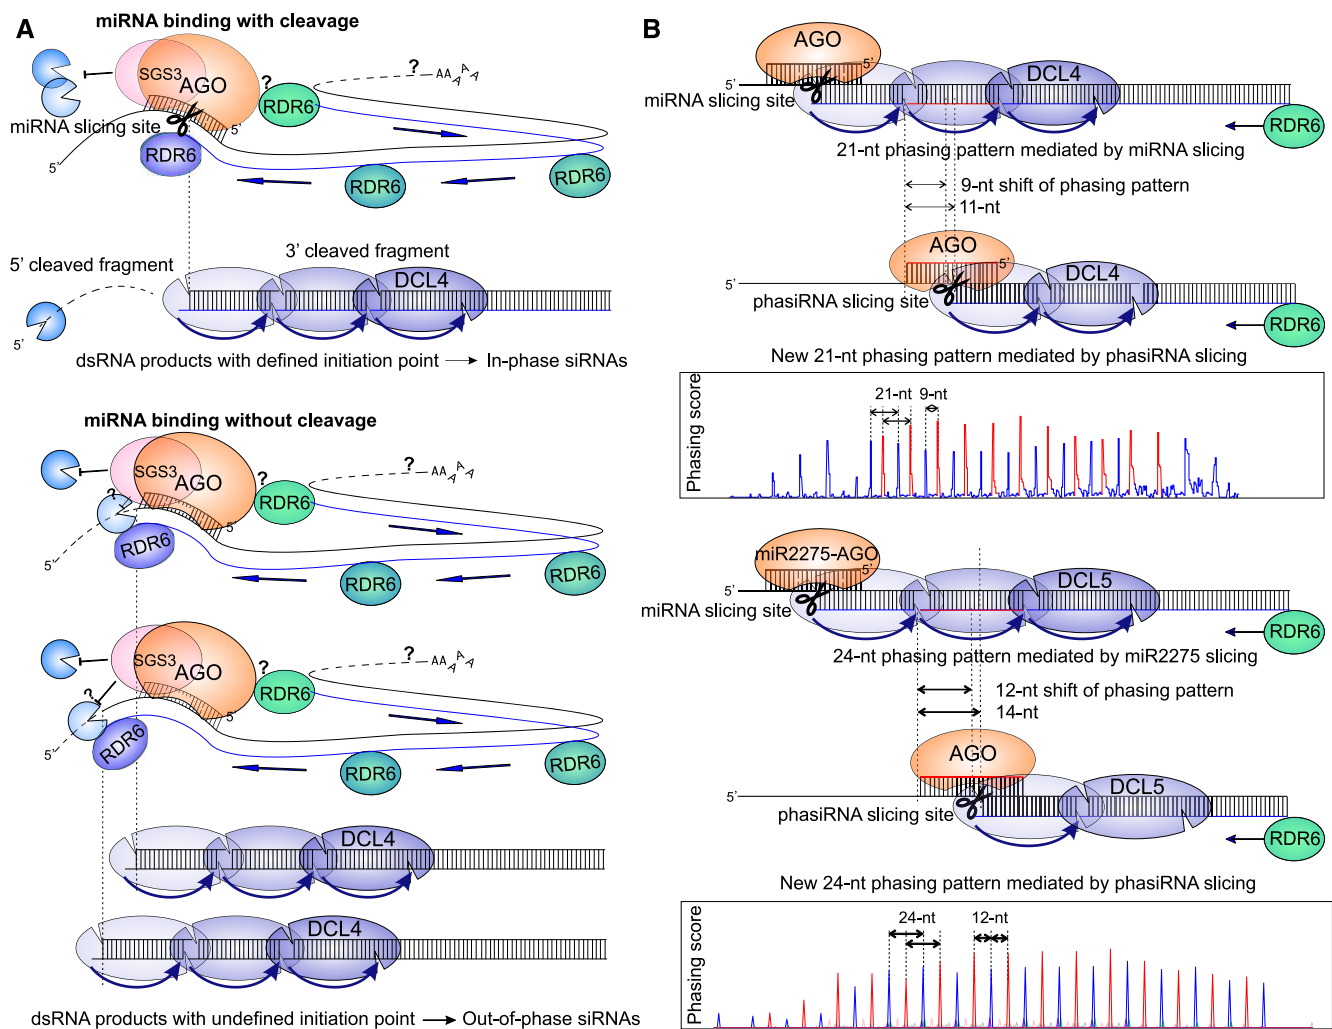 A
miRNA binding with cleavage
SGS3
AGO
?
RDR6
?
AA
A
A
miRNA slicing site
5'
RDR6
5'
RDR6
RDR6
5' cleaved fragment
3' cleaved fragment
DCL4
5'
dsRNA products with defined initiation point → In-phase siRNAs
miRNA binding without cleavage
SGS3
AGO
?
?
RDR6
?
AA
A
A
5'
RDR6
5'
RDR6
RDR6
SGS3
AGO
?
?
RDR6
?
AA
A
A
5'
RDR6
5'
RDR6
RDR6
DCL4
DCL4
dsRNA products with undefined initiation point → Out-of-phase siRNAs
B
AGO
5'
5'
DCL4
miRNA slicing site
RDR6
21-nt phasing pattern mediated by miRNA slicing
9-nt shift of phasing pattern
11-nt
AGO
5'
5'
DCL4
phasiRNA slicing site
RDR6
New 21-nt phasing pattern mediated by phasiRNA slicing
Phasing score
21-nt
9-nt
miR2275-AGO
5'
5'
DCL5
miRNA slicing site
RDR6
24-nt phasing pattern mediated by miR2275 slicing
12-nt shift of phasing pattern
14-nt
AGO
5'
5'
DCL5
phasiRNA slicing site
RDR6
New 24-nt phasing pattern mediated by phasiRNA slicing
Phasing score
24-nt
12-nt